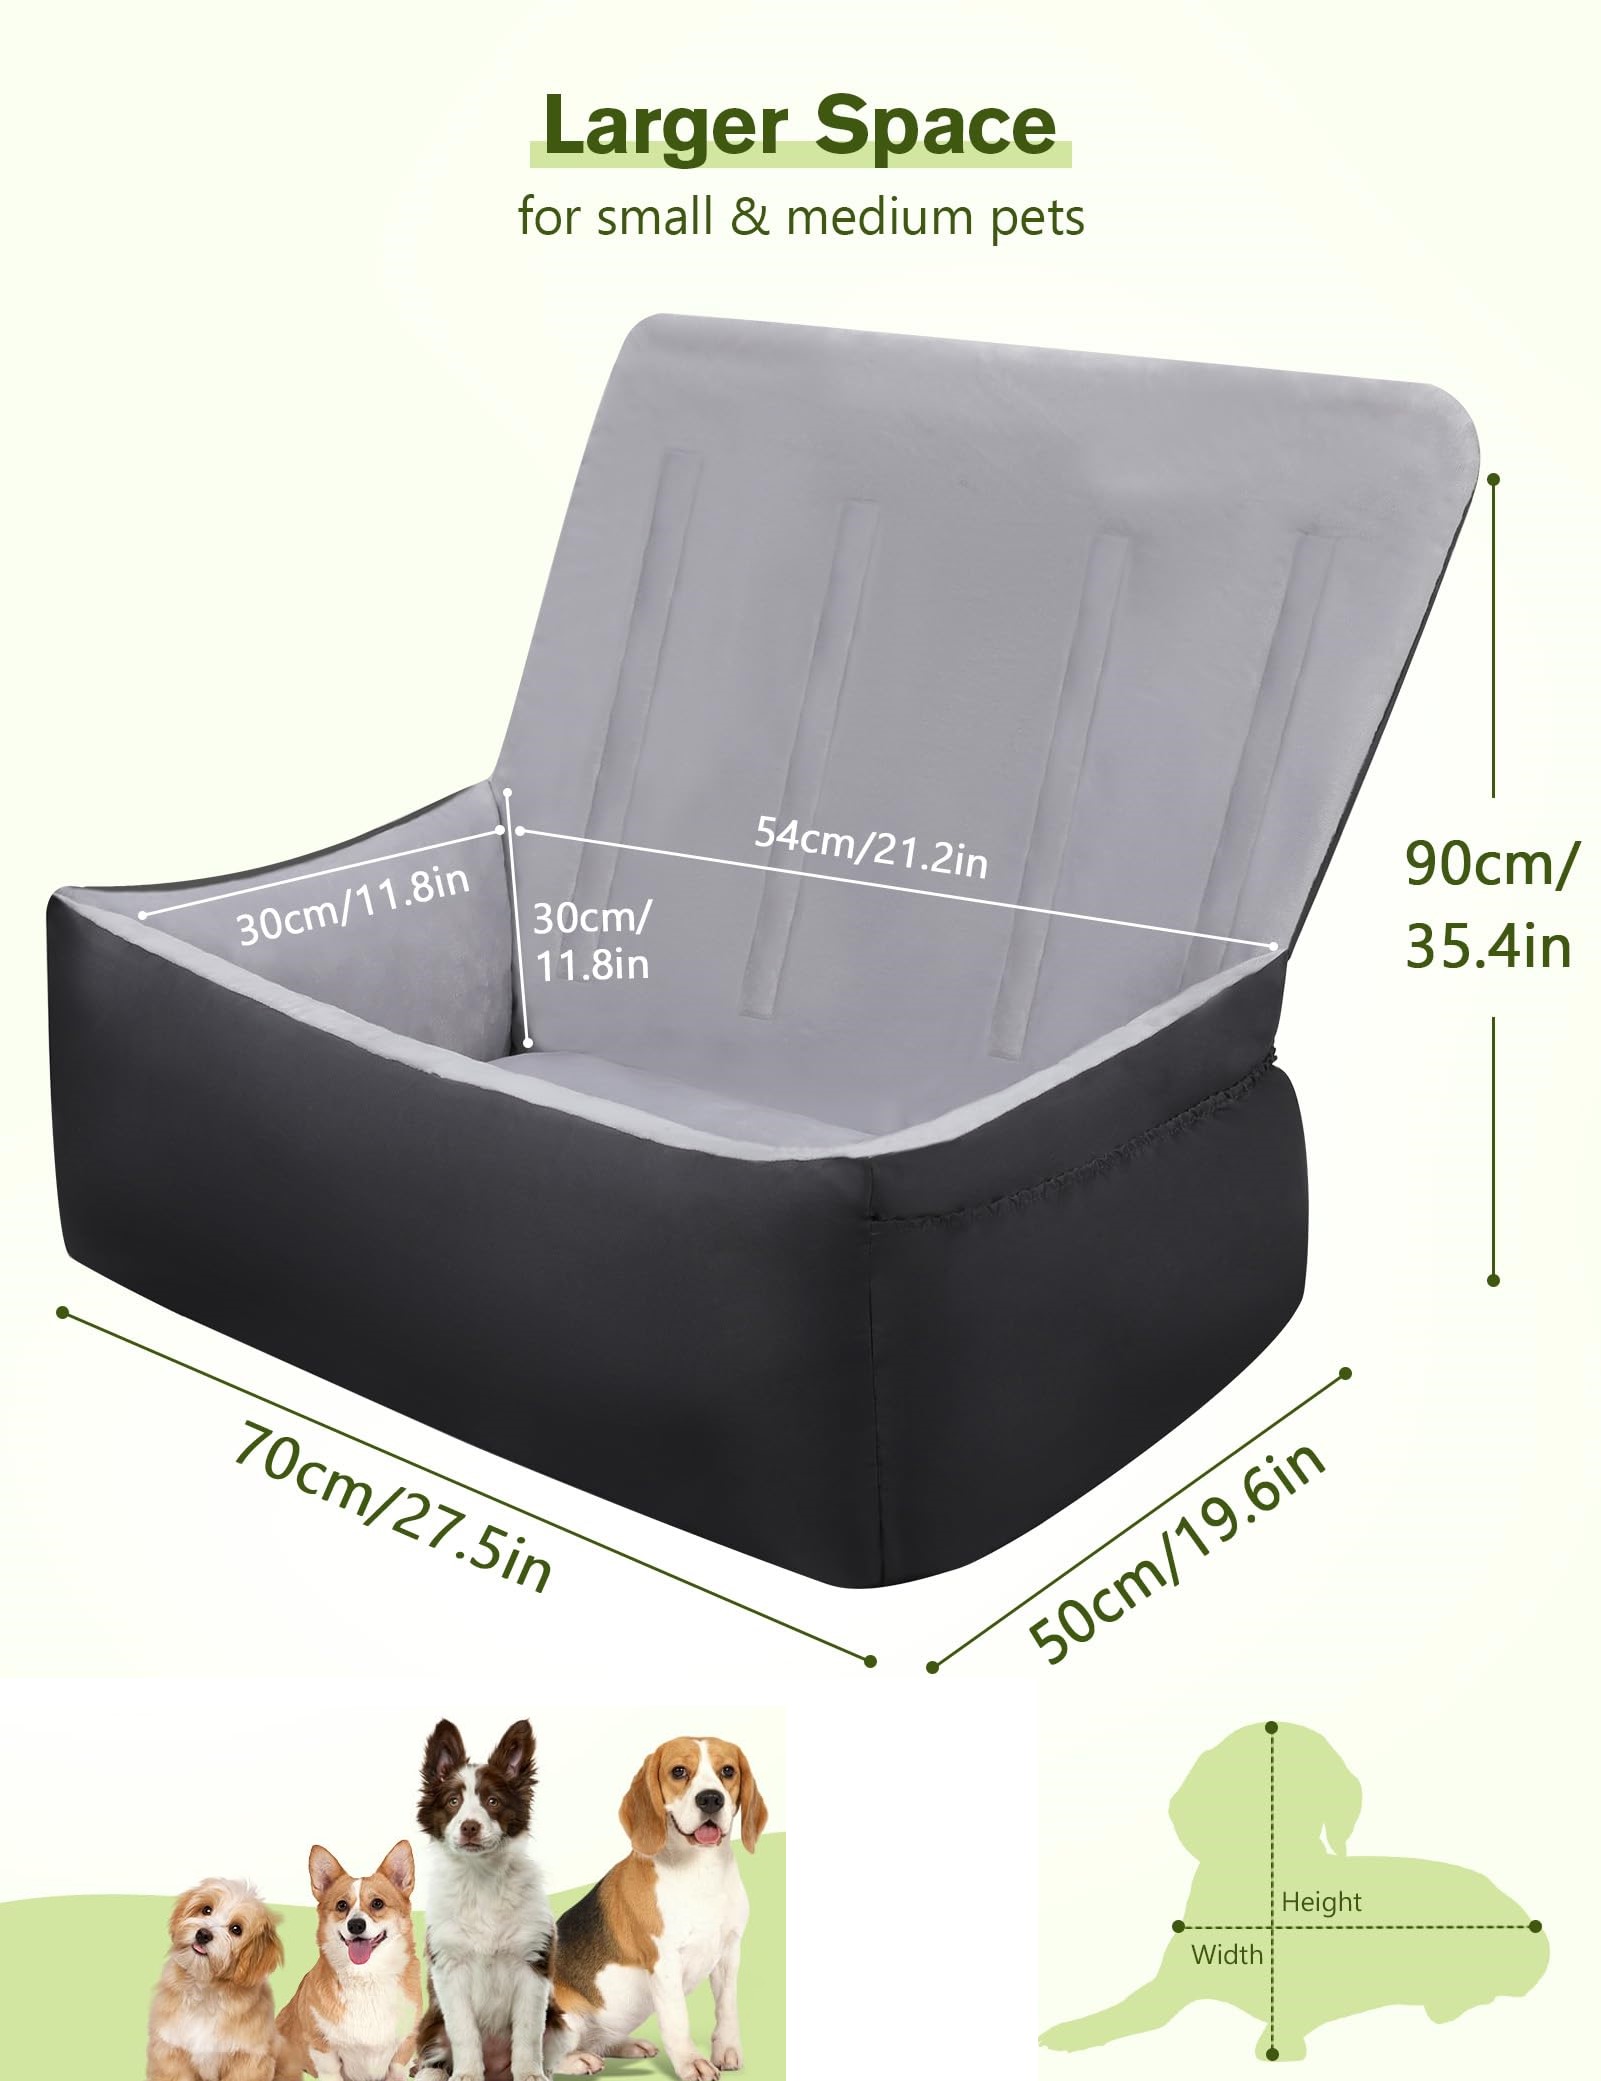 Larger Space
for small & medium pets
54cm/21.2in
30cm/11.8in
30cm/
11.8in
90cm/
35.4in
70cm/27.5in
50cm/19.6in
Height
Width